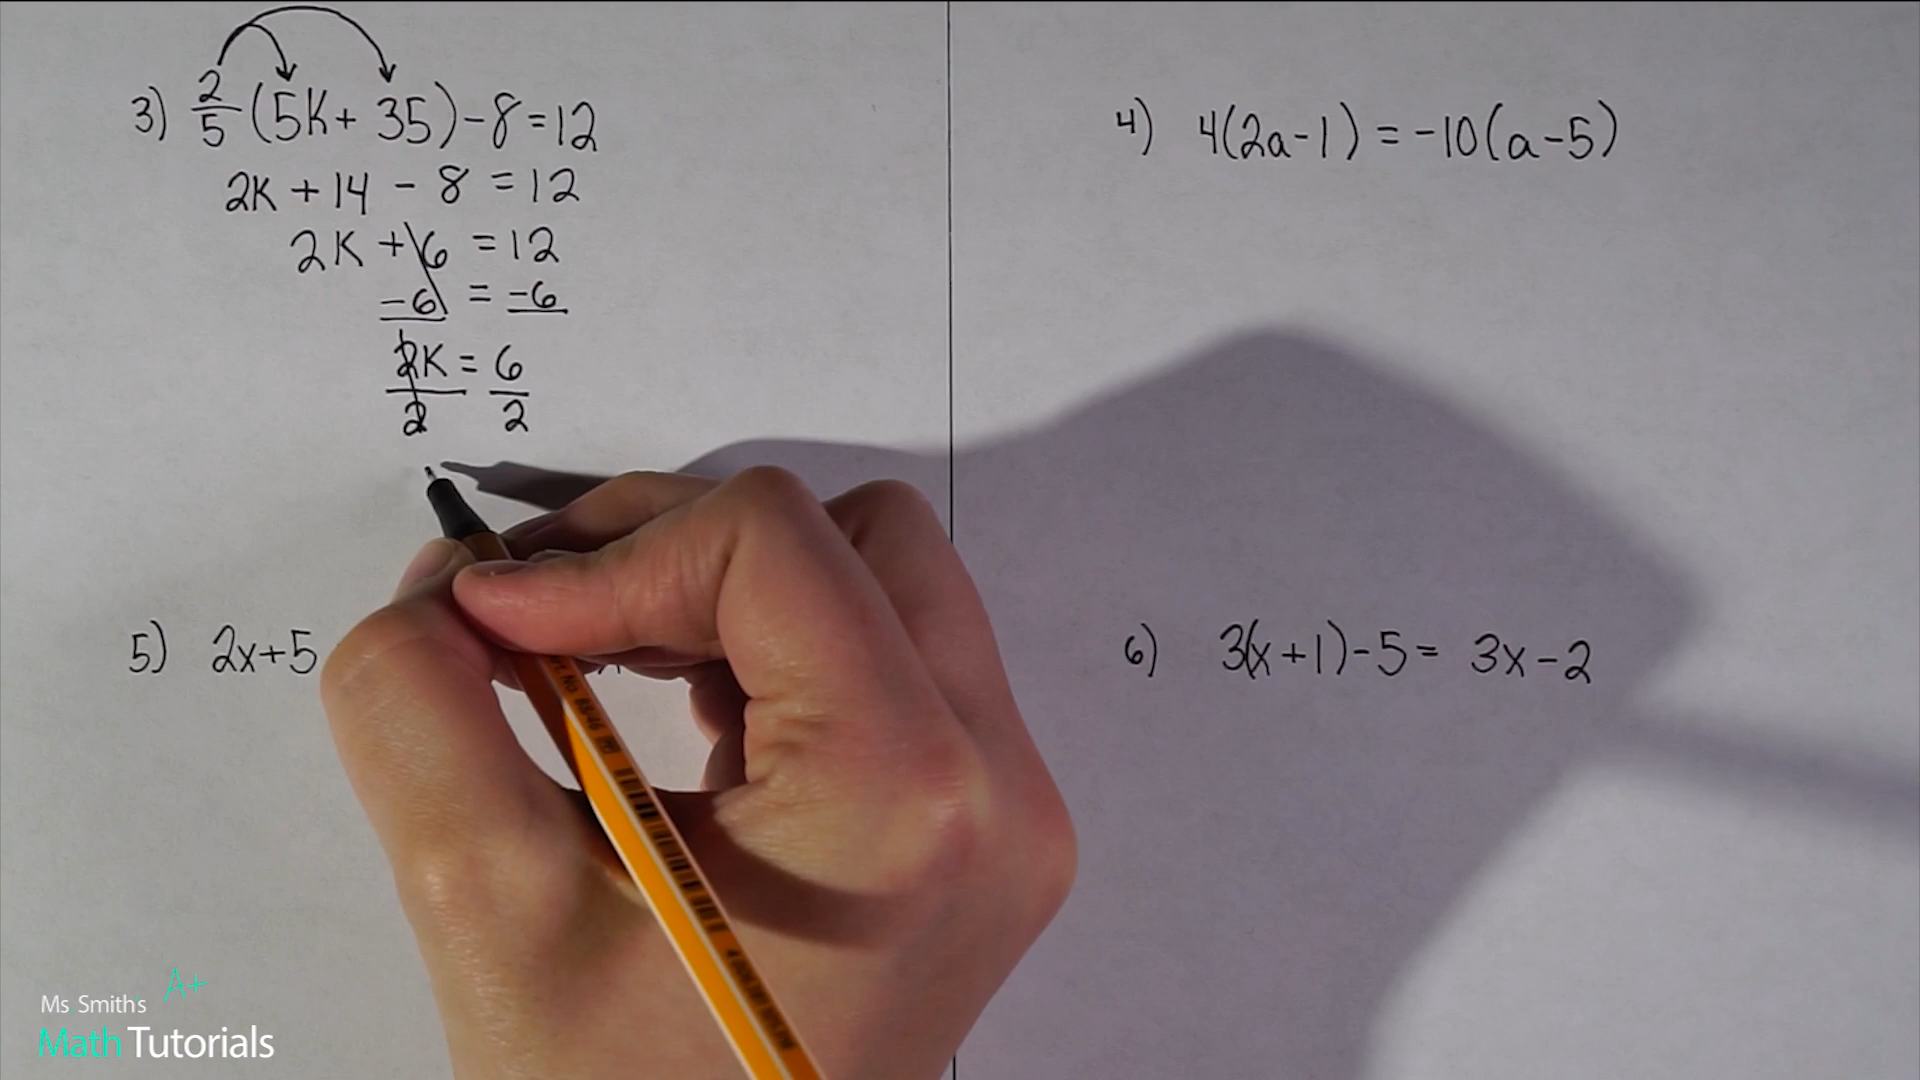 3) 2/5 (5K + 35) - 8 = 12
2K + 14 - 8 = 12
2K + 6 = 12
-6 = -6
2K = 6
2 2
4) 4(2a - 1) = -10(a - 5)
5) 2x + 5
6) 3(x + 1) - 5 = 3x - 2
A+
Ms Smith's
Math Tutorials